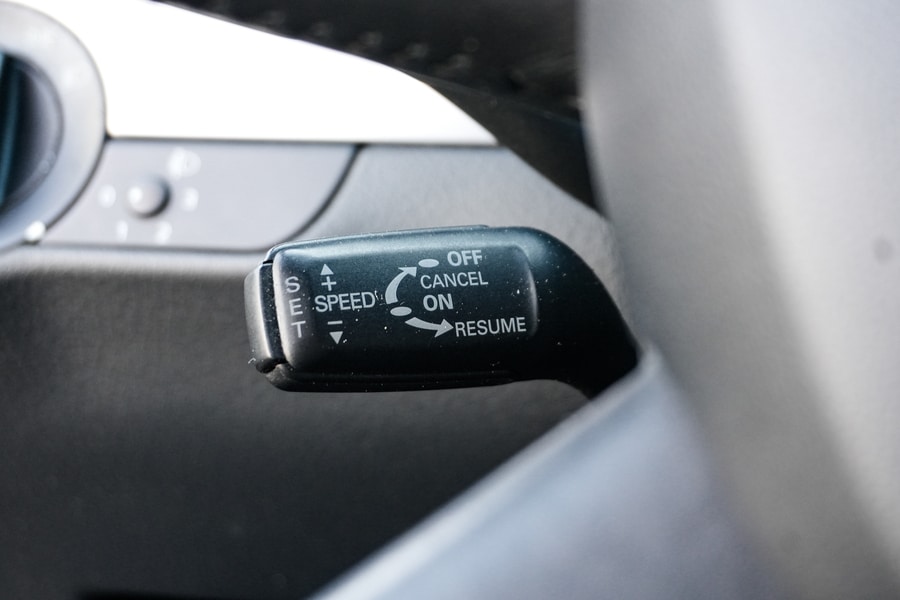 SET
+
SPEED
−
OFF
CANCEL
ON
RESUME